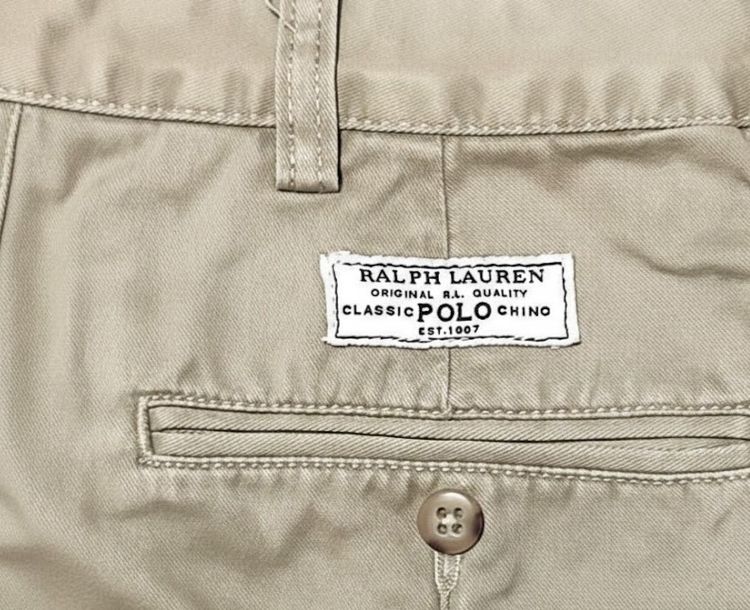 RALPH LAUREN
ORIGINAL R.L. QUALITY
CLASSIC POLO CHINO
EST.1007